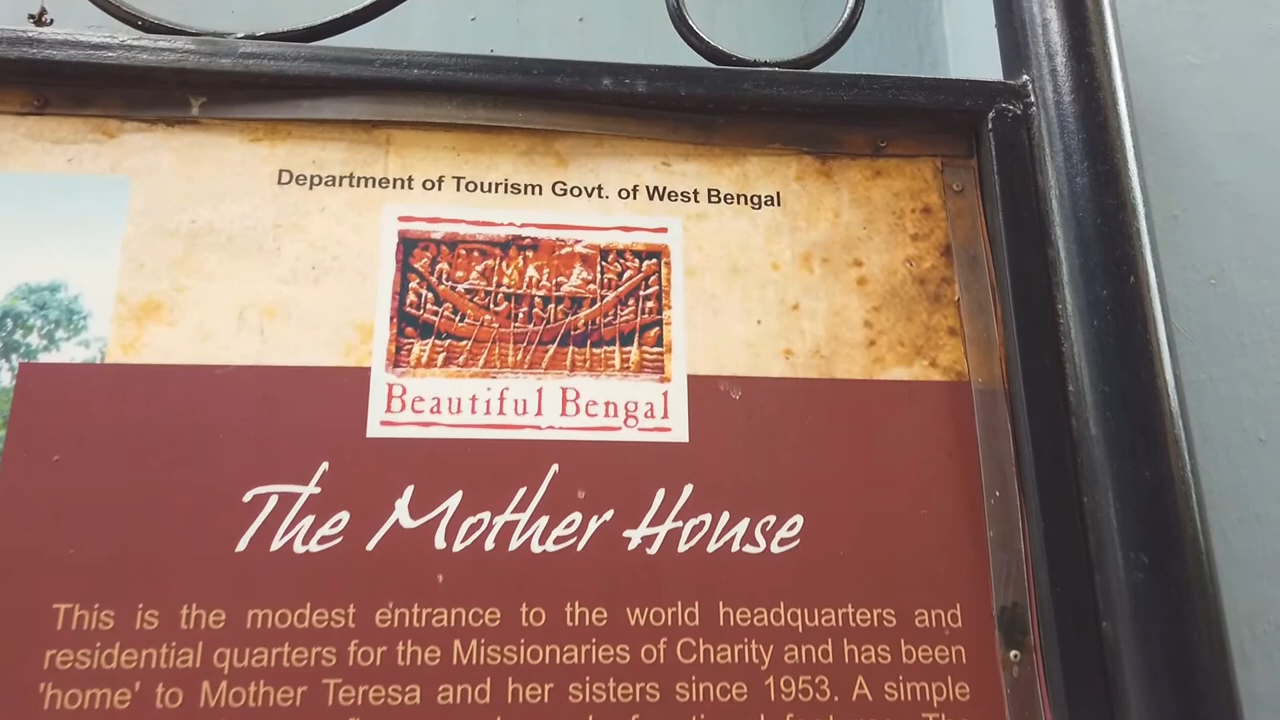 Department of Tourism Govt. of West Bengal
Beautiful Bengal
The Mother House
This is the modest entrance to the world headquarters and
residential quarters for the Missionaries of Charity and has been
'home' to Mother Teresa and her sisters since 1953. A simple